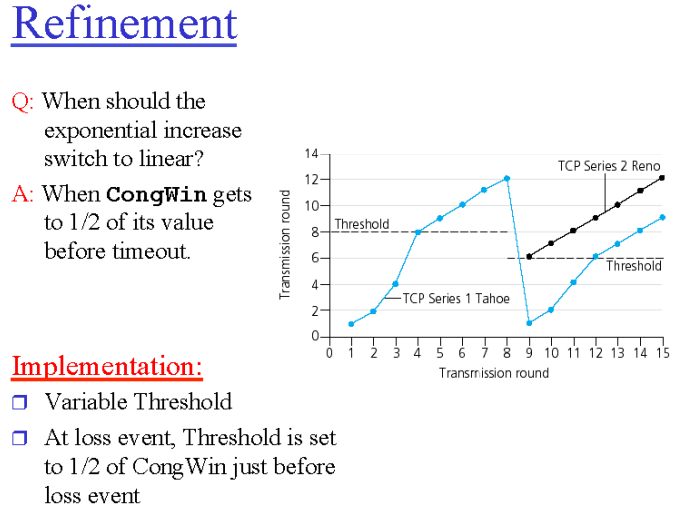 Refinement
Q: When should the
exponential increase
switch to linear?
A: When CongWin gets
to 1/2 of its value
before timeout.
Implementation:
Variable Threshold
At loss event, Threshold is set
to 1/2 of CongWin just before
loss event
14
12
10
8
6
4
2
0
Transmission round
TCP Series 2 Reno
Threshold
Threshold
TCP Series 1 Tahoe
0 1 2 3 4 5 6 7 8 9 10 11 12 13 14 15
Transmission round